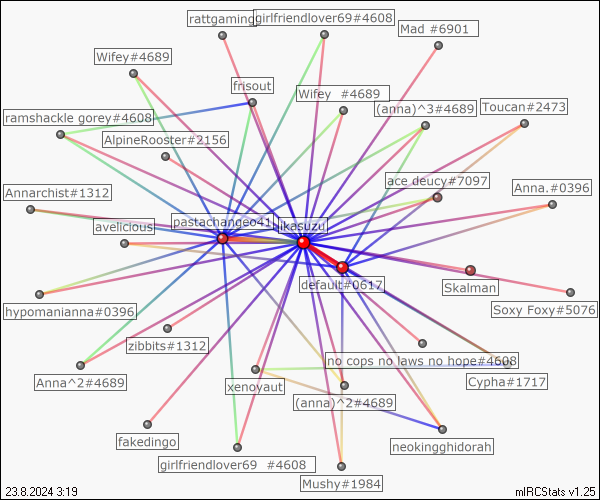 rattgaming
girlfriendlover69#4608
Mad #6901
Wifey#4689
frisout
Wifey #4689
(anna)^3#4689
Toucan#2473
ramshackle gorey#4608
AlpineRooster#2156
Annarchist#1312
ace deucy#7097
Anna.#0396
avelicious
pastachangeo41
ikasuzu
default#0617
Skalman
Soxy Foxy#5076
hypomanianna#0396
zibbits#1312
no cops no laws no hope#4608
Anna^2#4689
xenoyaut
(anna)^2#4689
Cypha#1717
fakedingo
neokingghidorah
girlfriendlover69 #4608
Mushy#1984
23.8.2024 3:19
mIRCStats v1.25